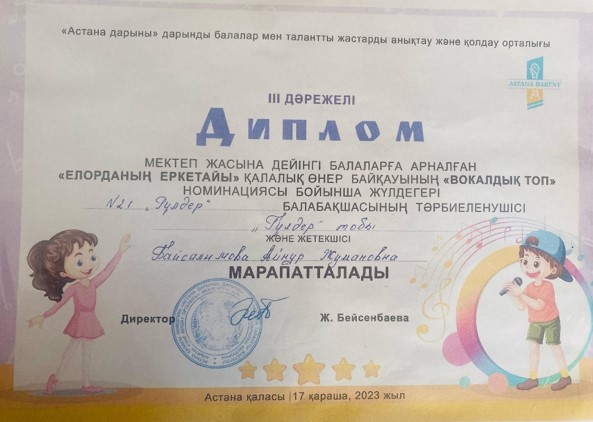 «Астана дарыны» дарынды балалар мен талантты жастарды анықтау және қолдау орталығы
ASTANA DARYNY
III ДӘРЕЖЕЛІ
Диплом
МЕКТЕП ЖАСЫНА ДЕЙІНГІ БАЛАЛАРҒА АРНАЛҒАН
«ЕЛОРДАНЫҢ ЕРКЕТАЙЫ» ҚАЛАЛЫҚ ӨНЕР БАЙҚАУЫНЫҢ «ВОКАЛДЫҚ ТОП»
НОМИНАЦИЯСЫ БОЙЫНША ЖҮЛДЕГЕРІ
№21 „Гүлдер" БАЛАБАҚШАСЫНЫҢ ТӘРБИЕЛЕНУШІСІ
„Гүлдер" тобы
ЖӘНЕ ЖЕТЕКШІСІ
Байсалимова Айнур Жумановна
МАРАПАТТАЛАДЫ
Директор Ж. Бейсенбаева
Астана қаласы | 17 қараша, 2023 жыл